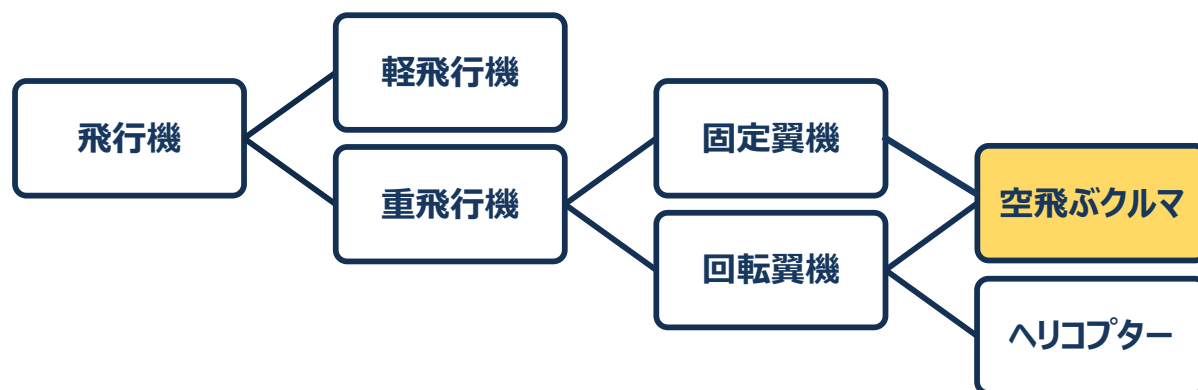 飛行機
軽飛行機
重飛行機
固定翼機
回転翼機
空飛ぶクルマ
ヘリコプター